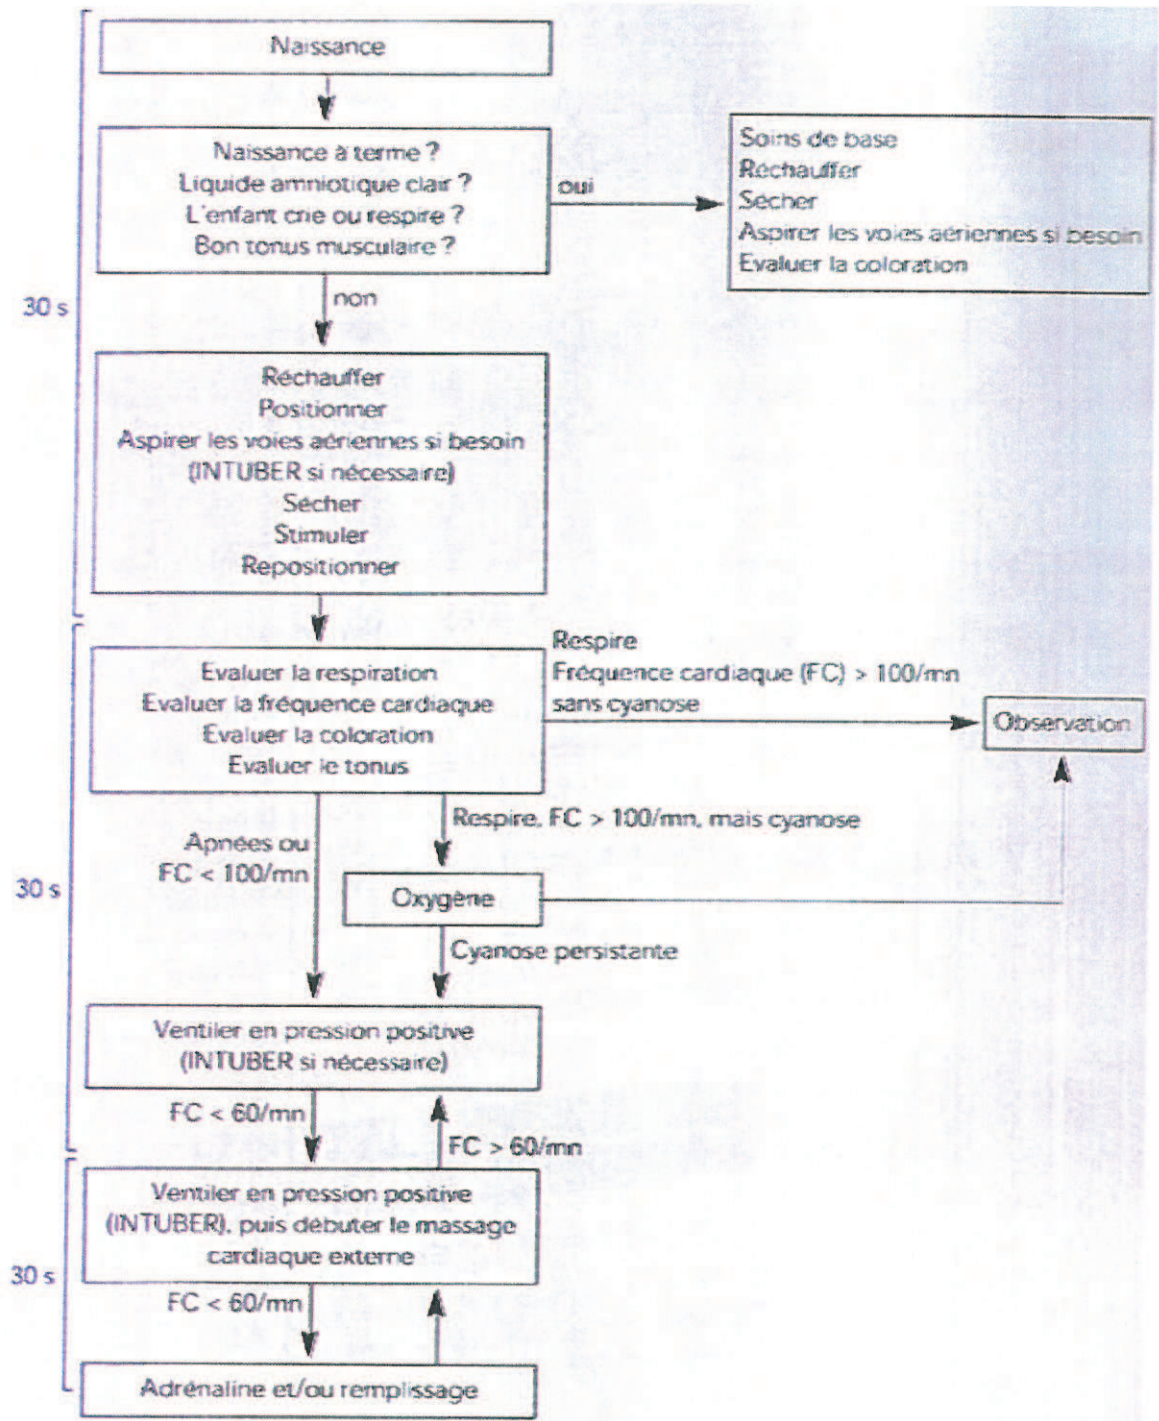 Naissance
Naissance à terme ?
Liquide amniotique clair ?
L'enfant crie ou respire ?
Bon tonus musculaire ?
oui
Soins de base
Réchauffer
Sécher
Aspirer les voies aériennes si besoin
Evaluer la coloration
non
30 s
Réchauffer
Positionner
Aspirer les voies aériennes si besoin
(INTUBER si nécessaire)
Sécher
Stimuler
Repositionner
Evaluer la respiration
Evaluer la fréquence cardiaque
Evaluer la coloration
Evaluer le tonus
Respire
Fréquence cardiaque (FC) > 100/mn
sans cyanose
Observation
Respire, FC > 100/mn, mais cyanose
Apnées ou
FC < 100/mn
30 s
Oxygène
Cyanose persistante
Ventiler en pression positive
(INTUBER si nécessaire)
FC < 60/mn
FC > 60/mn
Ventiler en pression positive
(INTUBER), puis débuter le massage
cardiaque externe
30 s
FC < 60/mn
Adrénaline et/ou remplissage